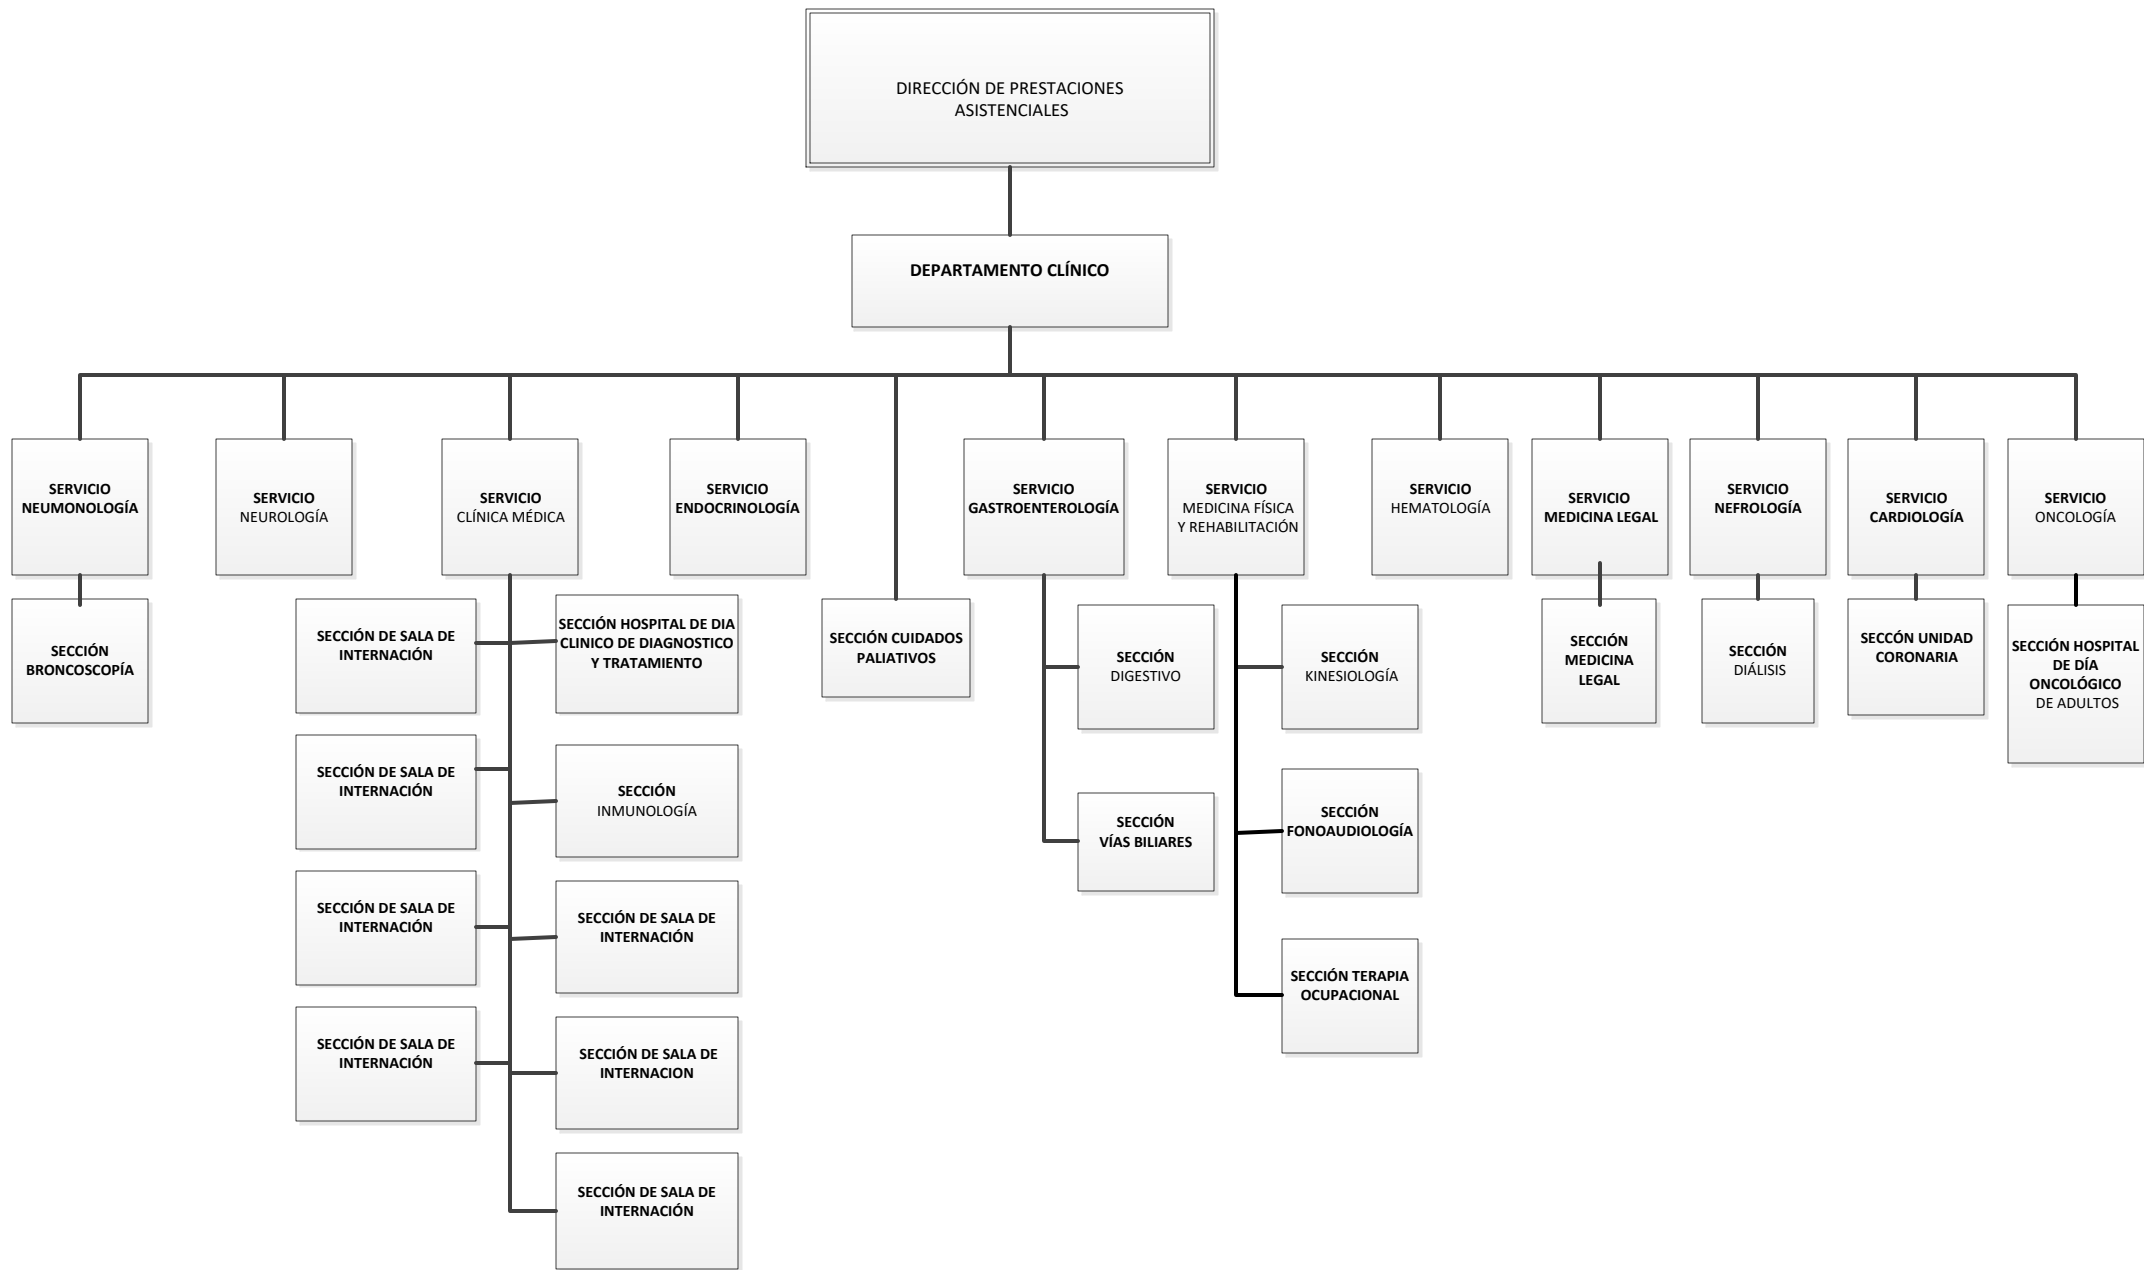 DIRECCIÓN DE PRESTACIONES
ASISTENCIALES
DEPARTAMENTO CLÍNICO
SERVICIO
NEUMONOLOGÍA
SERVICIO
NEUROLOGÍA
SERVICIO
CLÍNICA MÉDICA
SERVICIO
ENDOCRINOLOGÍA
SERVICIO
GASTROENTEROLOGÍA
SERVICIO
MEDICINA FÍSICA
Y REHABILITACIÓN
SERVICIO
HEMATOLOGÍA
SERVICIO
MEDICINA LEGAL
SERVICIO
NEFROLOGÍA
SERVICIO
CARDIOLOGÍA
SERVICIO
ONCOLOGÍA
SECCIÓN
BRONCOSCOPÍA
SECCIÓN DE SALA DE
INTERNACIÓN
SECCIÓN HOSPITAL DE DIA
CLINICO DE DIAGNOSTICO
Y TRATAMIENTO
SECCIÓN CUIDADOS
PALIATIVOS
SECCIÓN
DIGESTIVO
SECCIÓN
KINESIOLOGÍA
SECCIÓN
MEDICINA
LEGAL
SECCIÓN
DIÁLISIS
SECCÓN UNIDAD
CORONARIA
SECCIÓN HOSPITAL
DE DÍA
ONCOLÓGICO
DE ADULTOS
SECCIÓN DE SALA DE
INTERNACIÓN
SECCIÓN
INMUNOLOGÍA
SECCIÓN
VÍAS BILIARES
SECCIÓN
FONOAUDIOLOGÍA
SECCIÓN DE SALA DE
INTERNACIÓN
SECCIÓN DE SALA DE
INTERNACIÓN
SECCIÓN TERAPIA
OCUPACIONAL
SECCIÓN DE SALA DE
INTERNACIÓN
SECCIÓN DE SALA DE
INTERNACION
SECCIÓN DE SALA DE
INTERNACIÓN